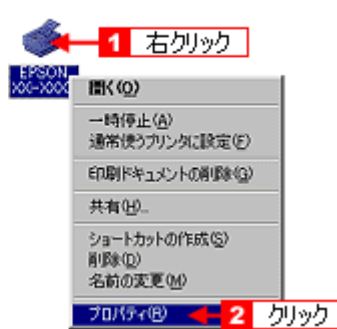 1 右クリック
EPSON
XX-XXXX
開く(O)
一時停止(A)
通常使うプリンタに設定(F)
印刷ドキュメントの削除(G)
共有(H)...
ショートカットの作成(S)
削除(D)
名前の変更(M)
プロパティ(R) 2 クリック